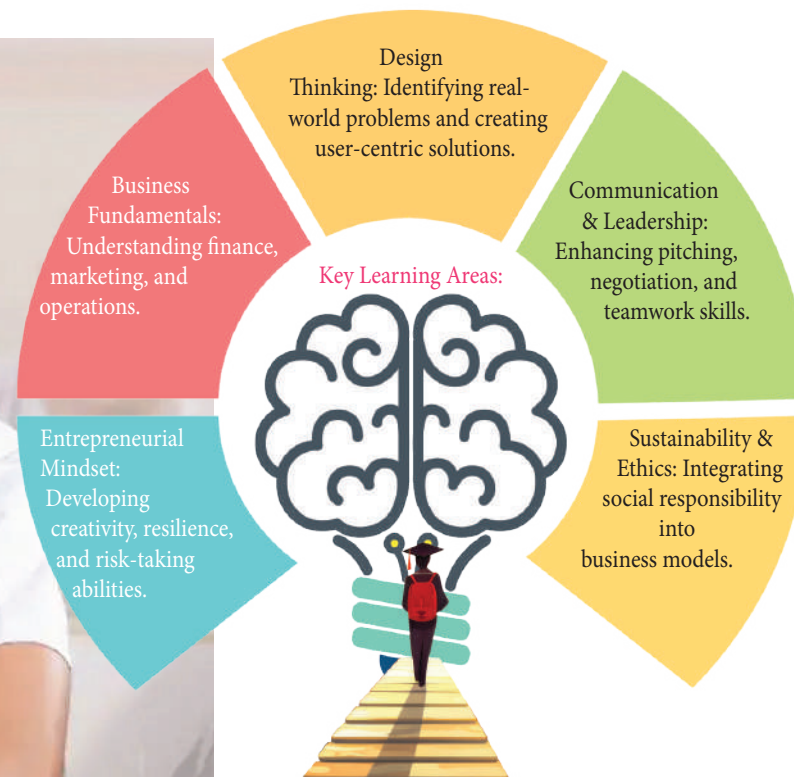 Design
Thinking: Identifying real-
world problems and creating
user-centric solutions.
Business
Fundamentals:
Understanding finance,
marketing, and
operations.
Communication
& Leadership:
Enhancing pitching,
negotiation, and
teamwork skills.
Key Learning Areas:
Entrepreneurial
Mindset:
Developing
creativity, resilience,
and risk-taking
abilities.
Sustainability &
Ethics: Integrating
social responsibility
into
business models.